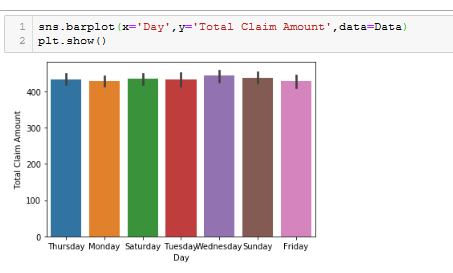 1 sns.barplot(x='Day',y='Total Claim Amount',data=Data)
2 plt.show()
400
300
200
100
0
Total Claim Amount
Thursday Monday Saturday Tuesday Wednesday Sunday Friday
Day